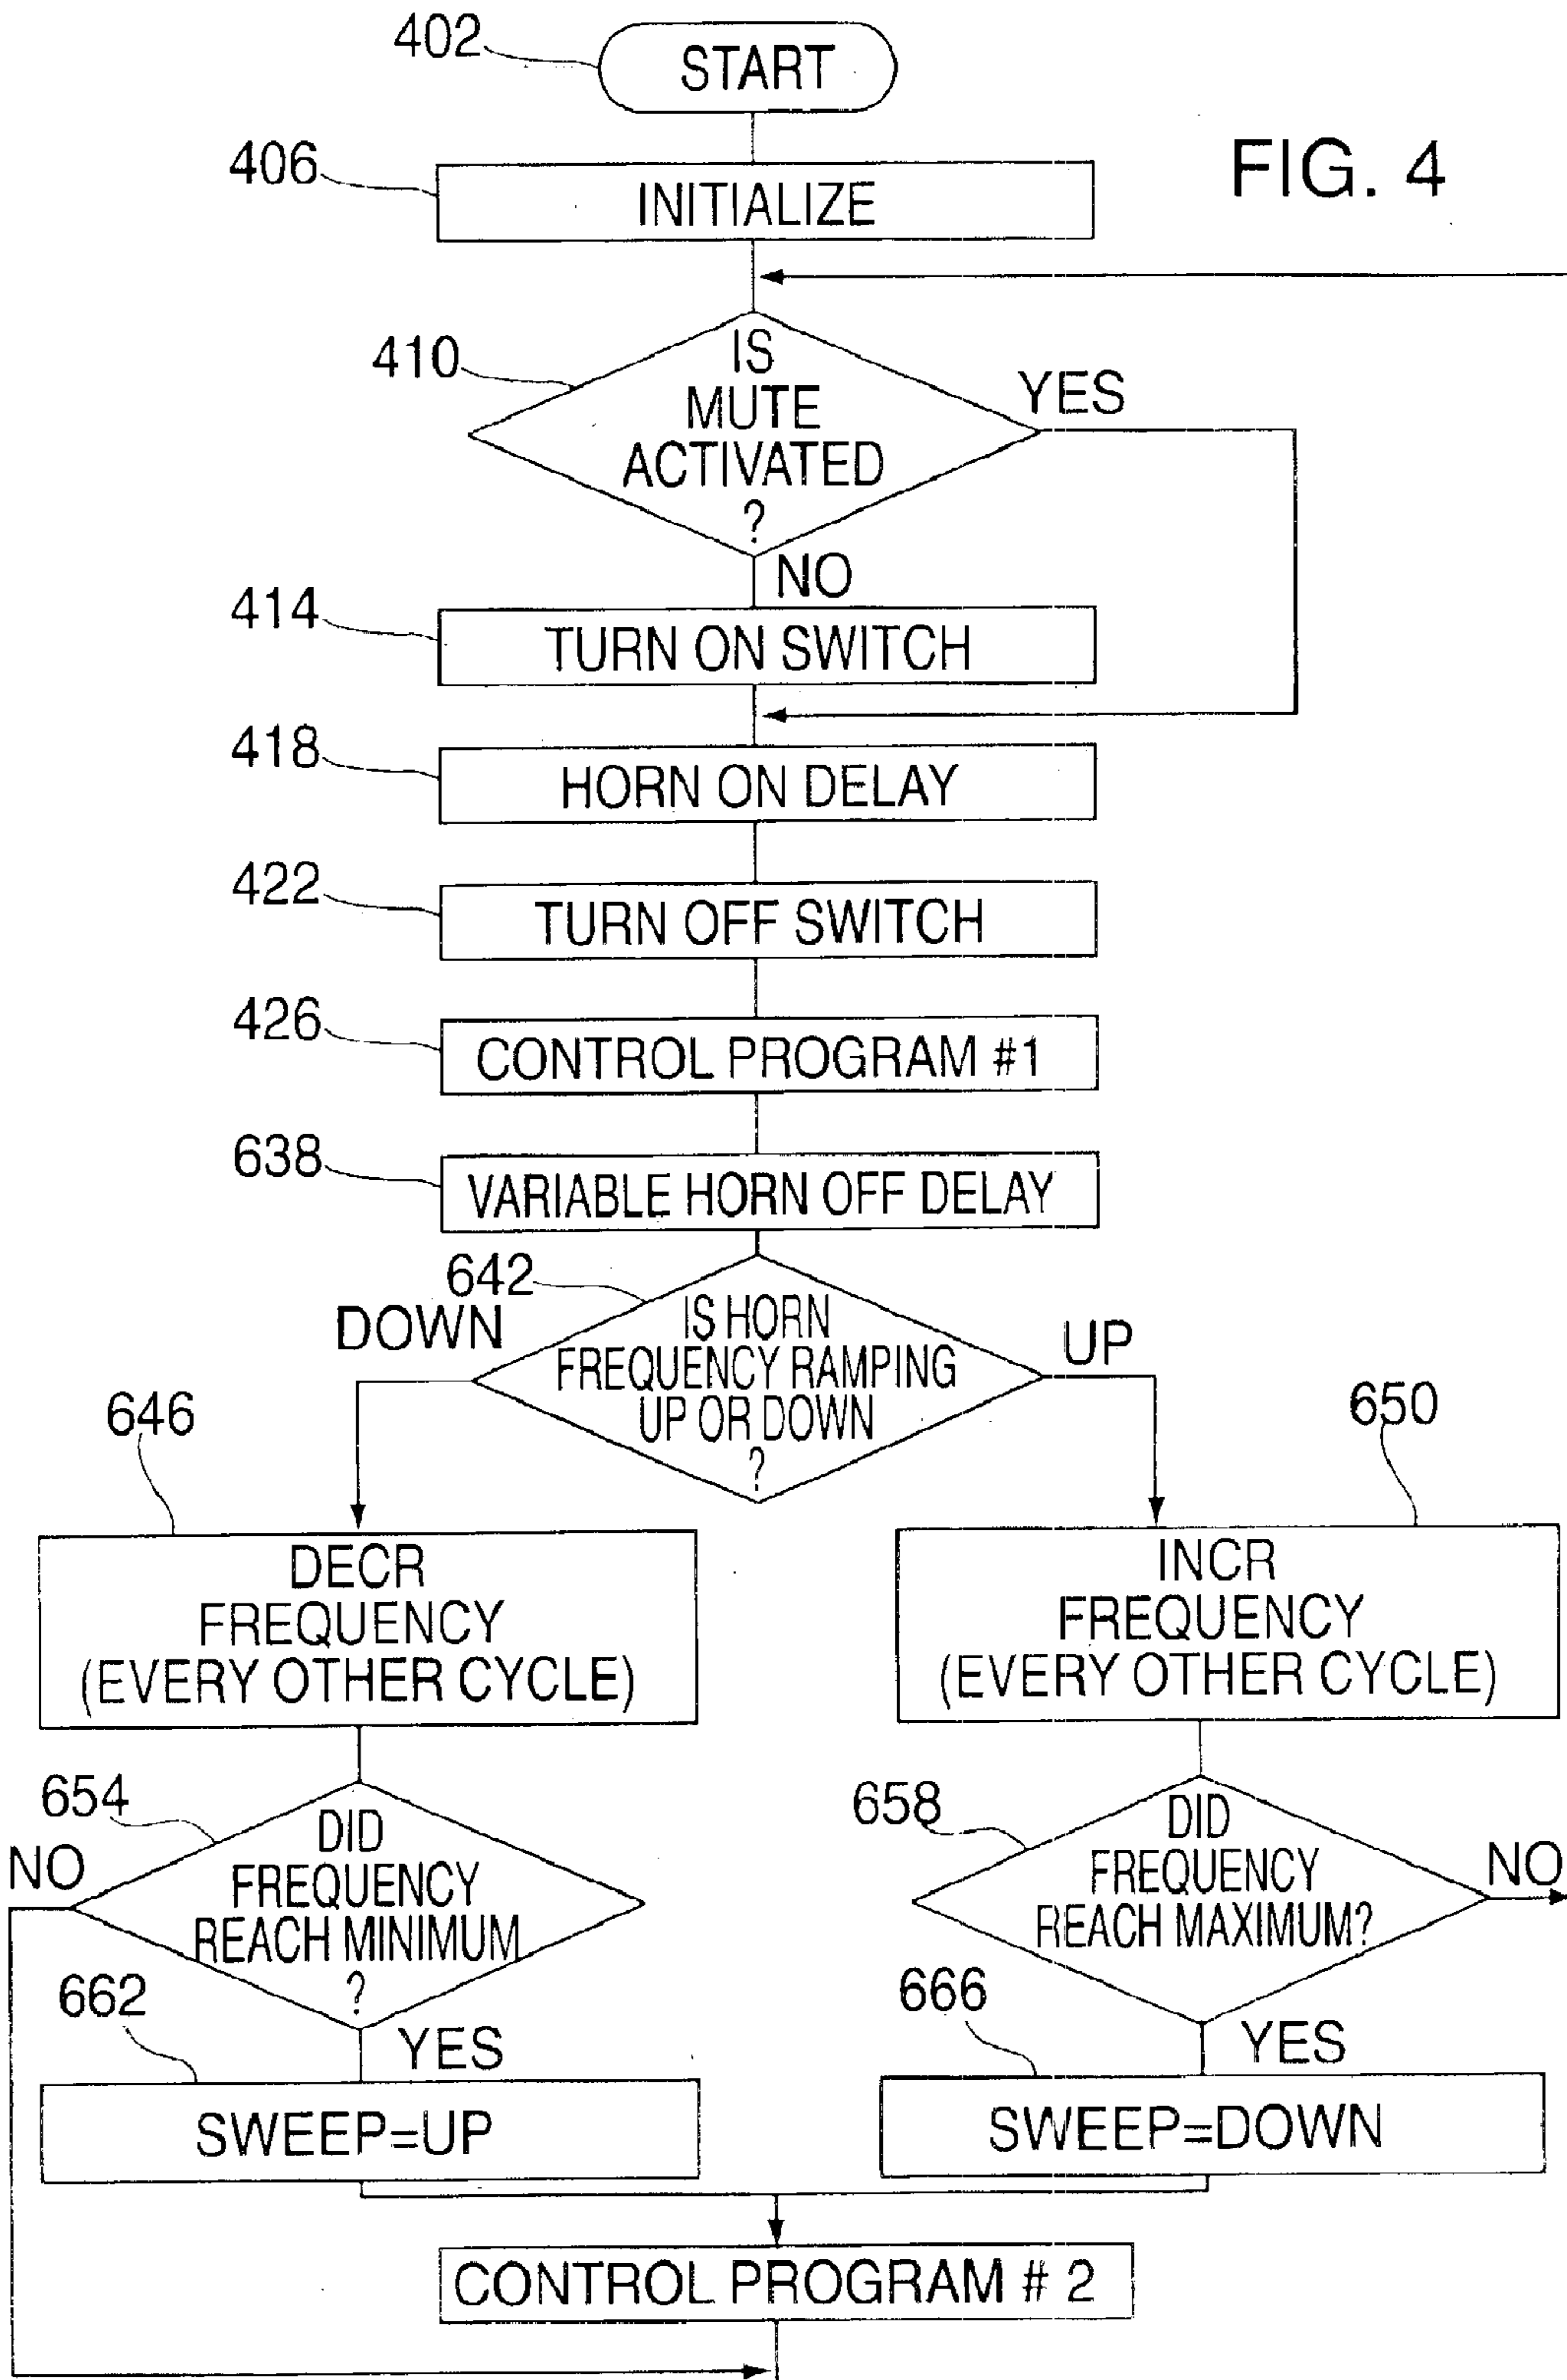 402
START
FIG. 4
406
INITIALIZE
410
IS
MUTE
ACTIVATED
?
YES
NO
414
TURN ON SWITCH
418
HORN ON DELAY
422
TURN OFF SWITCH
426
CONTROL PROGRAM #1
638
VARIABLE HORN OFF DELAY
642
DOWN
IS HORN
FREQUENCY RAMPING
UP OR DOWN
?
UP
646
650
DECR
FREQUENCY
(EVERY OTHER CYCLE)
INCR
FREQUENCY
(EVERY OTHER CYCLE)
654
NO
DID
FREQUENCY
REACH MINIMUM
?
YES
658
DID
FREQUENCY
REACH MAXIMUM?
NO
YES
662
SWEEP=UP
666
SWEEP=DOWN
CONTROL PROGRAM # 2